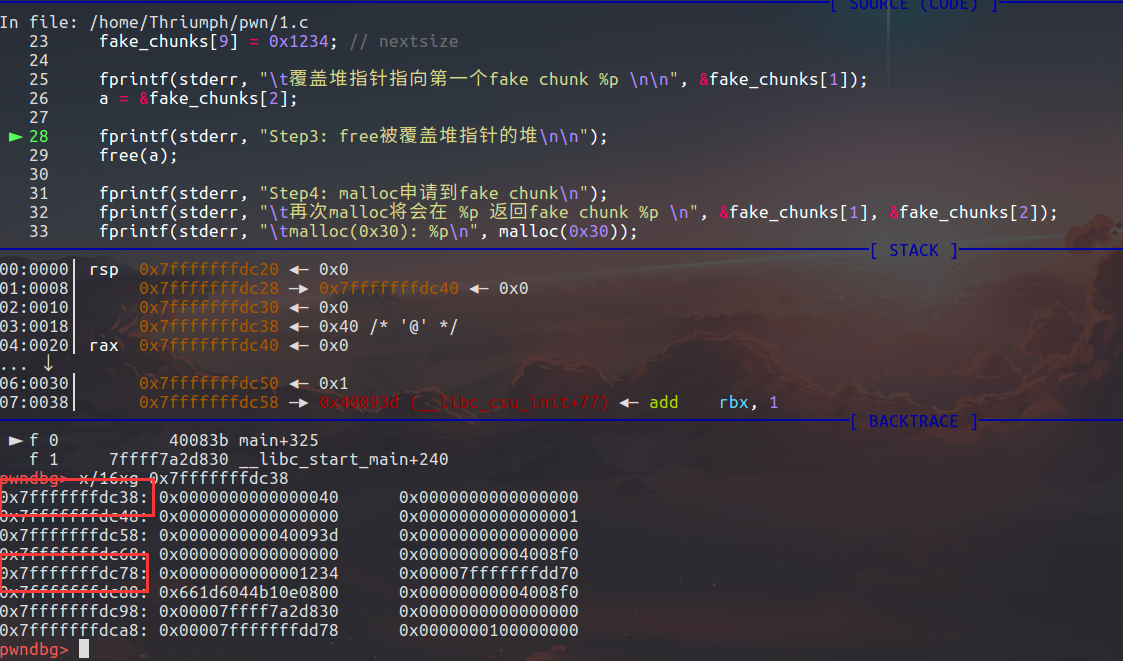 [ SOURCE (CODE) ]
In file: /home/Thriumph/pwn/1.c
23     fake_chunks[9] = 0x1234; // nextsize
24
25     fprintf(stderr, "\t覆盖堆指针指向第一个fake chunk %p \n\n", &fake_chunks[1]);
26     a = &fake_chunks[2];
27
► 28     fprintf(stderr, "Step3: free被覆盖堆指针的堆\n\n");
29     free(a);
30
31     fprintf(stderr, "Step4: malloc申请到fake chunk\n");
32     fprintf(stderr, "\t再次malloc将会在 %p 返回fake chunk %p \n", &fake_chunks[1], &fake_chunks[2]);
33     fprintf(stderr, "\tmalloc(0x30): %p\n", malloc(0x30));
[ STACK ]
00:0000│ rsp  0x7fffffffdc20 ◄— 0x0
01:0008│      0x7fffffffdc28 —► 0x7fffffffdc40 ◄— 0x0
02:0010│      0x7fffffffdc30 ◄— 0x0
03:0018│      0x7fffffffdc38 ◄— 0x40 /* '@' */
04:0020│ rax  0x7fffffffdc40 ◄— 0x0
... ↓
06:0030│      0x7fffffffdc50 ◄— 0x1
07:0038│      0x7fffffffdc58 —► 0x40093d (__libc_csu_init+77) ◄— add    rbx, 1
[ BACKTRACE ]
► f 0           40083b main+325
f 1     7ffff7a2d830 __libc_start_main+240
pwndbg> x/16xg 0x7fffffffdc38
0x7fffffffdc38: 0x0000000000000040      0x0000000000000000
0x7fffffffdc48: 0x0000000000000000      0x0000000000000001
0x7fffffffdc58: 0x000000000040093d      0x0000000000000000
0x7fffffffdc68: 0x0000000000000000      0x00000000004008f0
0x7fffffffdc78: 0x0000000000001234      0x00007fffffffdd70
0x7fffffffdc88: 0x661d6044b10e0800      0x00000000004008f0
0x7fffffffdc98: 0x00007ffff7a2d830      0x0000000000000000
0x7fffffffdca8: 0x00007fffffffdd78      0x0000000100000000
pwndbg>